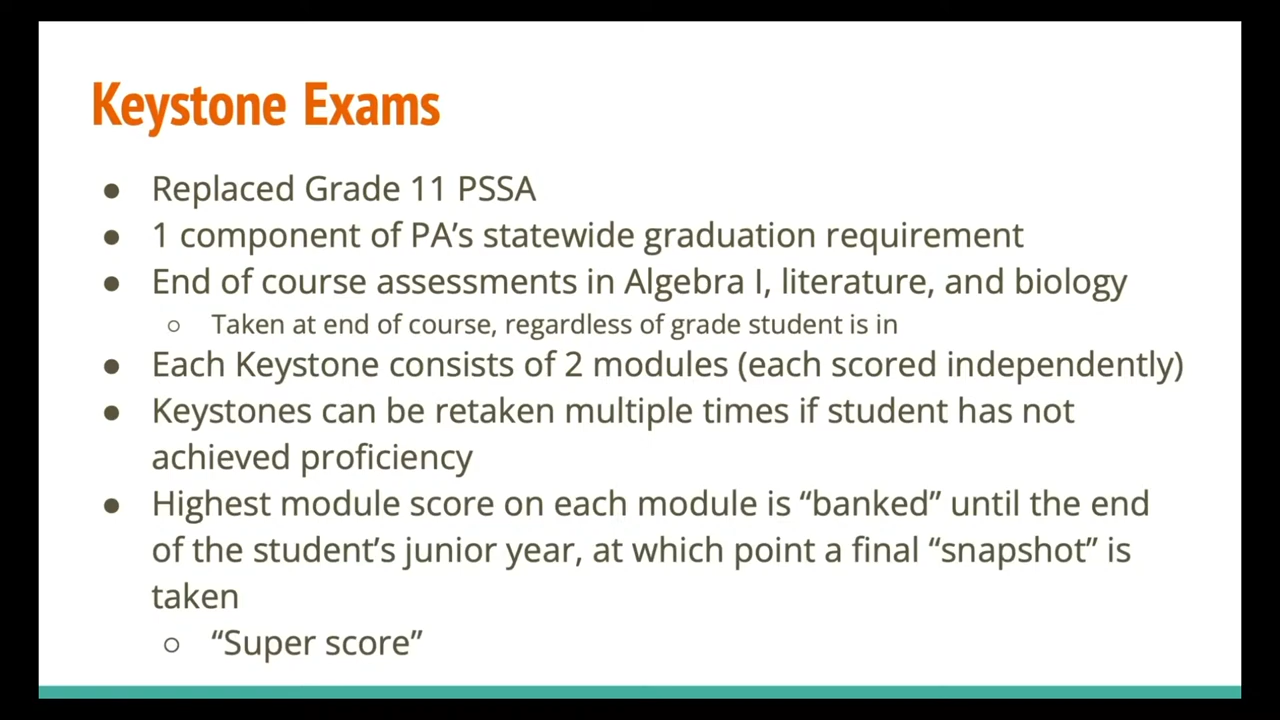 Keystone Exams
● Replaced Grade 11 PSSA
● 1 component of PA’s statewide graduation requirement
● End of course assessments in Algebra I, literature, and biology
○ Taken at end of course, regardless of grade student is in
● Each Keystone consists of 2 modules (each scored independently)
● Keystones can be retaken multiple times if student has not
achieved proficiency
● Highest module score on each module is “banked” until the end
of the student’s junior year, at which point a final “snapshot” is
taken
○ “Super score”